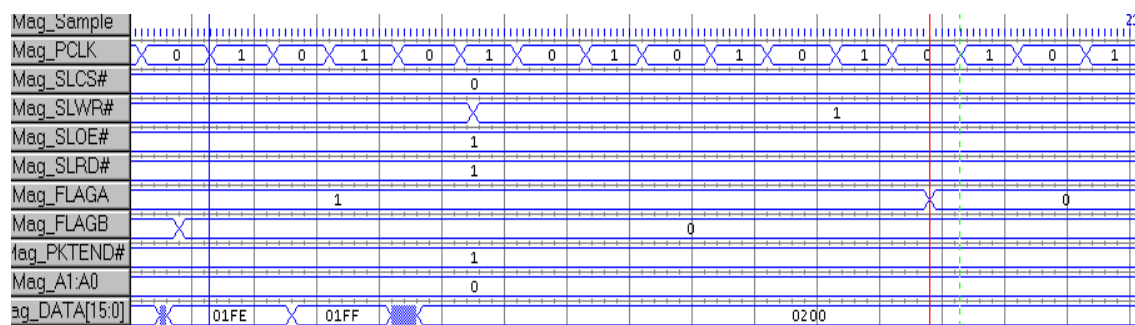 Mag_Sample 2
Mag_PCLK 0 1 0 1 0 1 0 1 0 1 0 1 0 1 0 1
Mag_SLCS# 0
Mag_SLWR# 1
Mag_SLOE# 1
Mag_SLRD# 1
Mag_FLAGA 1 0
Mag_FLAGB 0
Mag_PKTEND# 1
Mag_A1:A0 0
ag_DATA[15:0] 01FE 01FF 0200